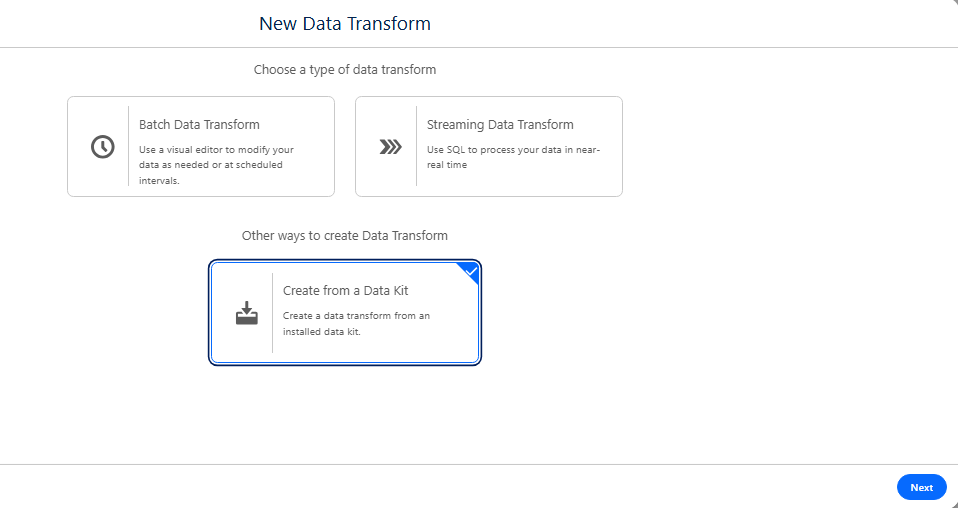 New Data Transform
Choose a type of data transform
Batch Data Transform
Use a visual editor to modify your
data as needed or at scheduled
intervals.
Streaming Data Transform
Use SQL to process your data in near-
real time
Other ways to create Data Transform
Create from a Data Kit
Create a data transform from an
installed data kit.
Next